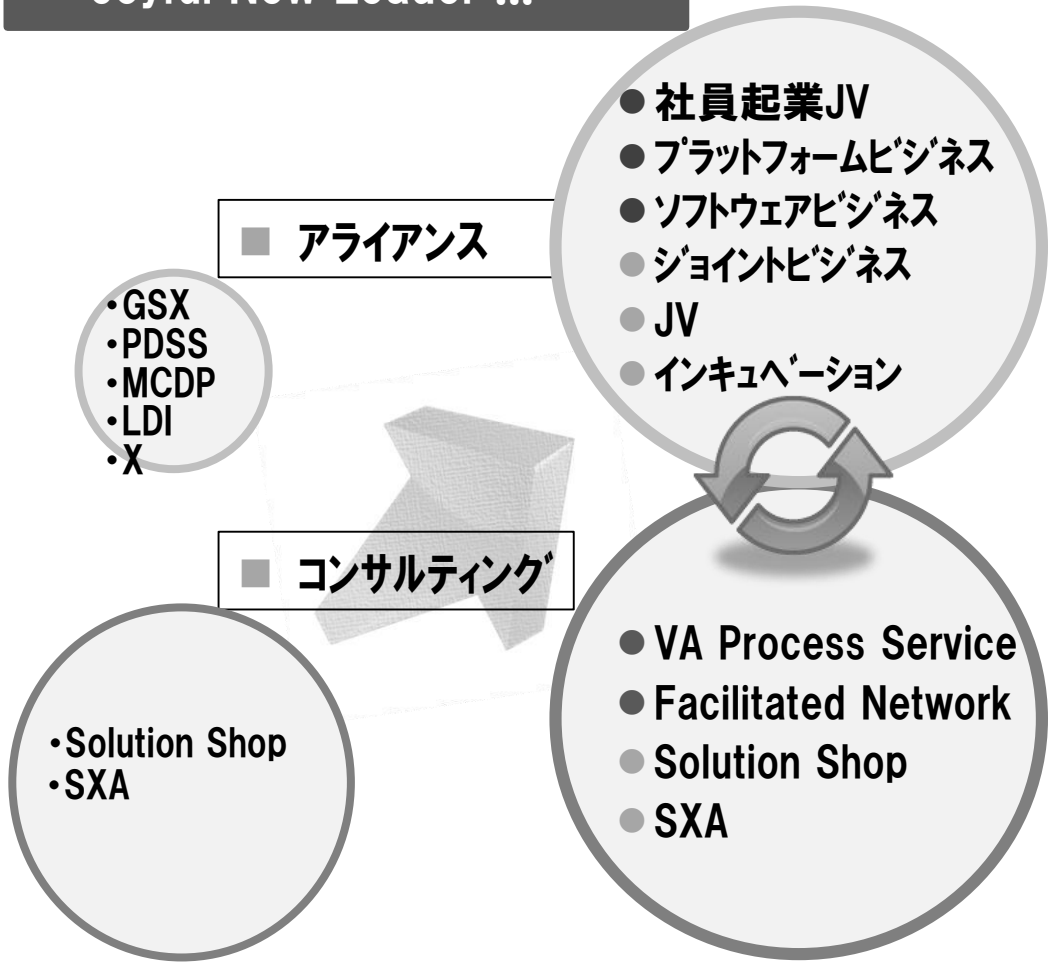 Joyful New Leader ...
● 社員起業JV
● プラットフォームビジネス
● ソフトウェアビジネス
● ジョイントビジネス
● JV
● インキュベーション
■ アライアンス
・GSX
・PDSS
・MCDP
・LDI
・X
■ コンサルティング
・Solution Shop
・SXA
● VA Process Service
● Facilitated Network
● Solution Shop
● SXA